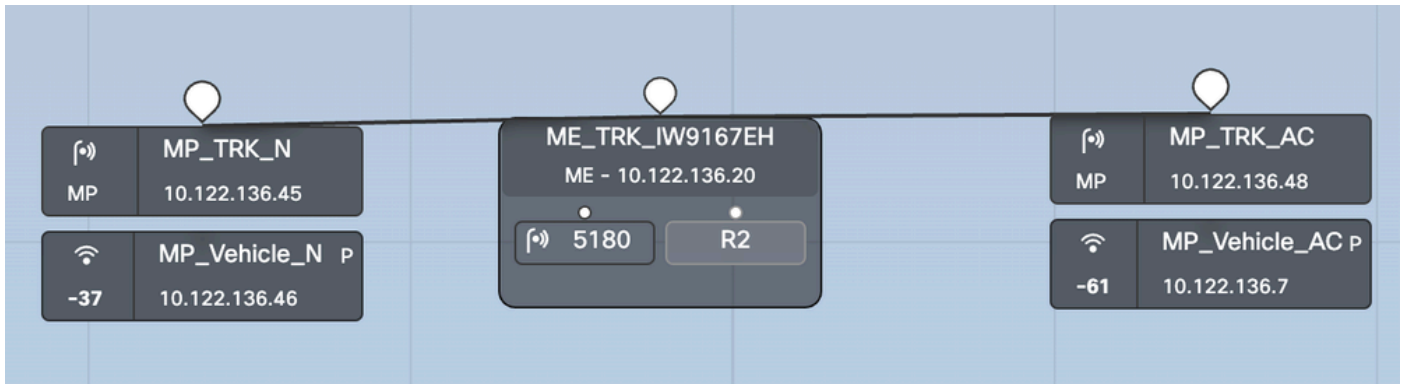 MP_TRK_N
MP 10.122.136.45
MP_Vehicle_N P
-37 10.122.136.46
ME_TRK_IW9167EH
ME - 10.122.136.20
5180 R2
MP_TRK_AC
MP 10.122.136.48
MP_Vehicle_AC P
-61 10.122.136.7